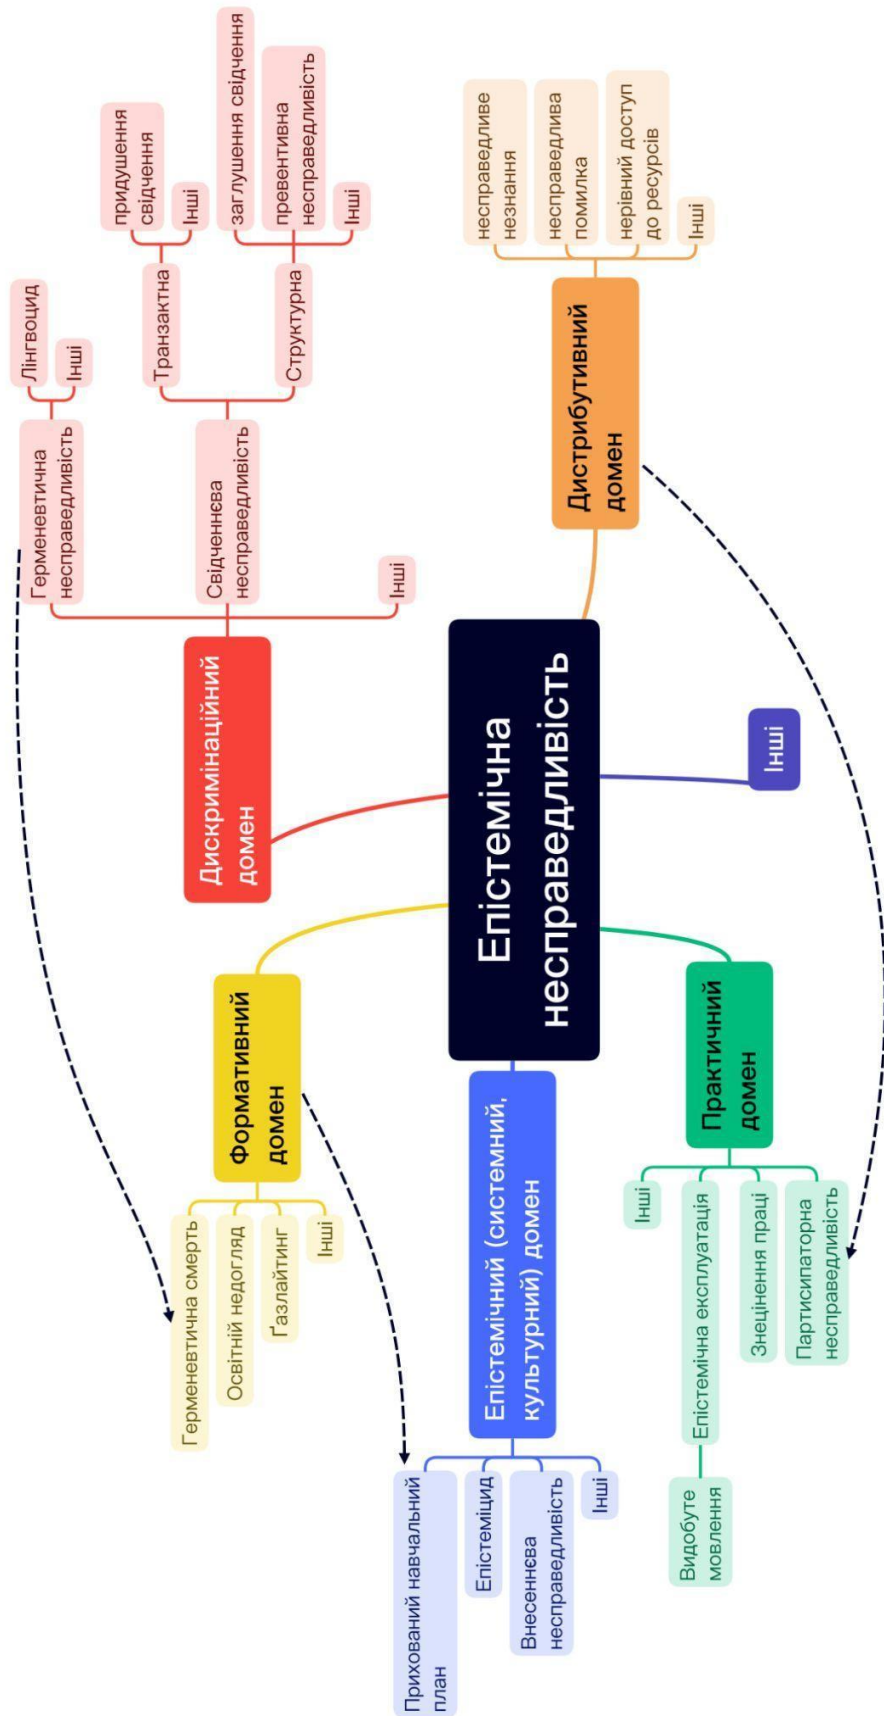 Епістемічна
несправедливість
Дискримінаційний
домен
Герменевтична
несправедливість
Лінгвоцид
Інші
Свідченнєва
несправедливість
Транзактна
придушення
свідчення
Інші
Структурна
заглушення свідчення
превентивна
несправедливість
Інші
Інші
Дистрибутивний
домен
несправедливе
незнання
несправедлива
помилка
нерівний доступ
до ресурсів
Інші
Інші
Формативний
домен
Герменевтична смерть
Освітній недогляд
Ґазлайтинг
Інші
Епістемічний (системний,
культурний) домен
Прихований навчальний
план
Епістеміцид
Внесеннєва
несправедливість
Інші
Практичний
домен
Інші
Епістемічна експлуатація
Видобуте
мовлення
Знецінення праці
Партисипаторна
несправедливість